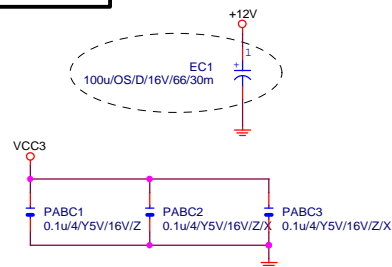 +12V
1
+
EC1
100u/OS/D/16V/66/30m
VCC3
PABC1
0.1u/4/Y5V/16V/Z
PABC2
0.1u/4/Y5V/16V/Z/X
PABC3
0.1u/4/Y5V/16V/Z/X